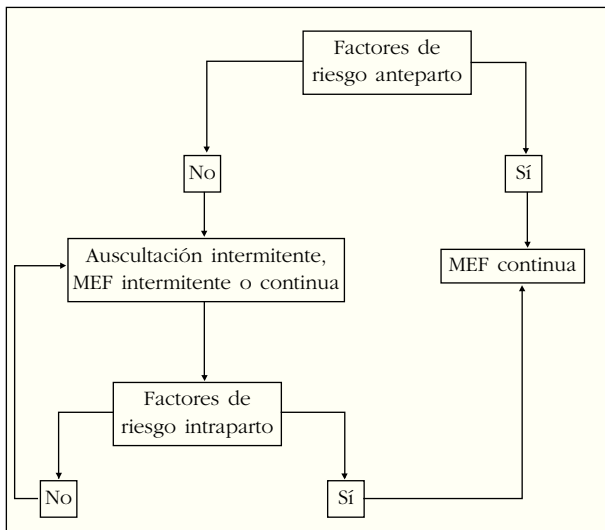 Factores de
riesgo anteparto
No
Sí
Auscultación intermitente,
MEF intermitente o continua
MEF continua
Factores de
riesgo intraparto
No
Sí